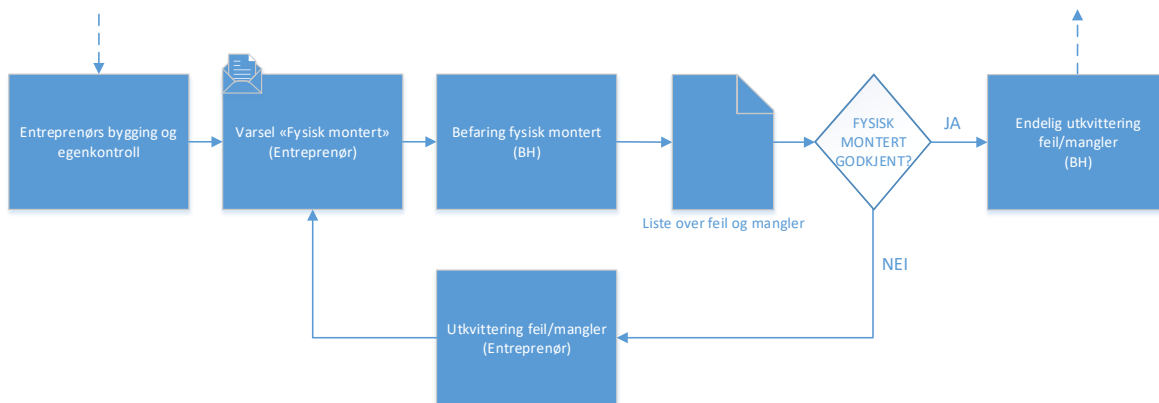 Entreprenørs bygging og
egenkontroll
Varsel «Fysisk montert»
(Entreprenør)
Befaring fysisk montert
(BH)
Liste over feil og mangler
FYSISK
MONTERT
GODKJENT?
JA
Endelig utkvittering
feil/mangler
(BH)
NEI
Utkvittering feil/mangler
(Entreprenør)